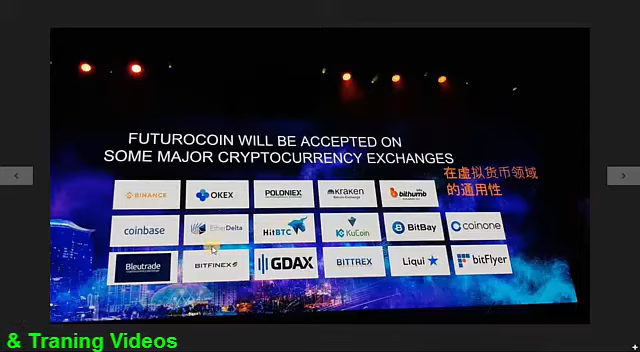 FUTUROCOIN WILL BE ACCEPTED ON
SOME MAJOR CRYPTOCURRENCY EXCHANGES
在虚拟货币领域
的通用性
BINANCE
OKEX
POLONIEX
kraken
bithumb
coinbase
EtherDelta
HitBTC
KuCoin
BitBay
coinone
Bleutrade
BITFINEX
GDAX
BITTREX
Liqui
bitFlyer
& Traning Videos